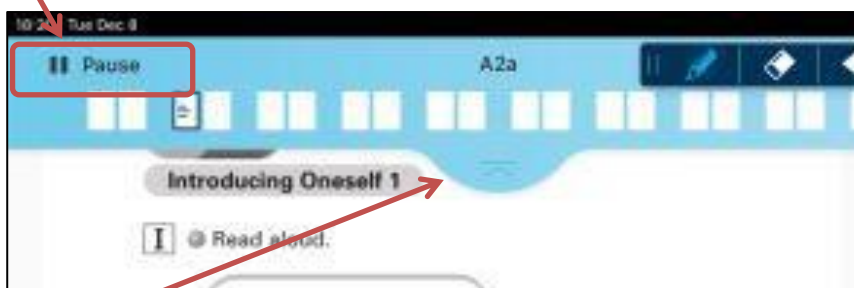 Tue Dec 8
Pause
A2a
Introducing Oneself 1
I Read aloud.